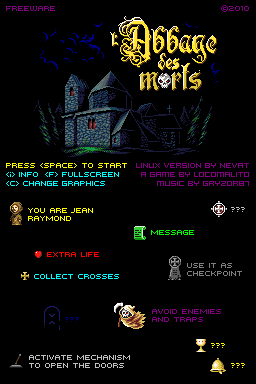 FREEWARE
©2010
l'Abbaye
des
morts
PRESS <SPACE> TO START
LINUX VERSION BY NEVAT
<I> INFO <F> FULLSCREEN
A GAME BY LOCOMALITO
<C> CHANGE GRAPHICS
MUSIC BY GRYZOR87
YOU ARE JEAN
RAYMOND
???
MESSAGE
EXTRA LIFE
USE IT AS
CHECKPOINT
COLLECT CROSSES
???
AVOID ENEMIES
AND TRAPS
???
ACTIVATE MECHANISM
TO OPEN THE DOORS
???